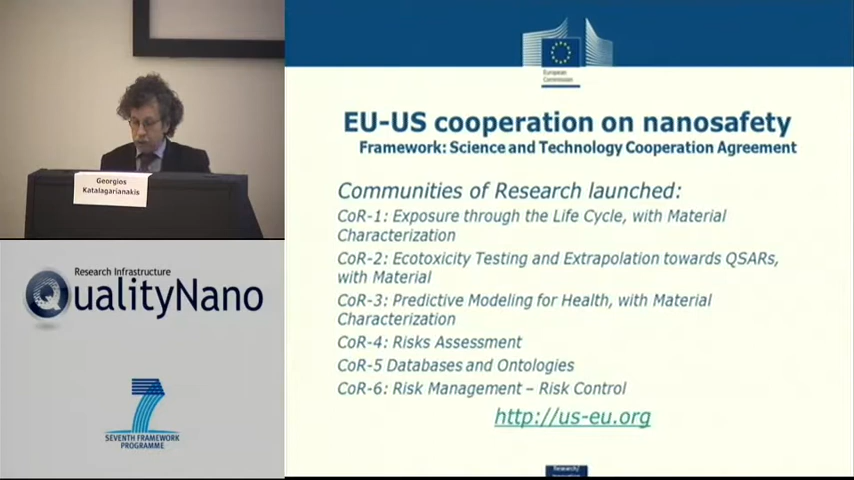 Georgios
Katalagarianakis
Research Infrastructure
QualityNano
7
SEVENTH FRAMEWORK
PROGRAMME
European
Commission
EU-US cooperation on nanosafety
Framework: Science and Technology Cooperation Agreement
Communities of Research launched:
CoR-1: Exposure through the Life Cycle, with Material
Characterization
CoR-2: Ecotoxicity Testing and Extrapolation towards QSARs,
with Material
CoR-3: Predictive Modeling for Health, with Material
Characterization
CoR-4: Risks Assessment
CoR-5 Databases and Ontologies
CoR-6: Risk Management – Risk Control
http://us-eu.org
Research/